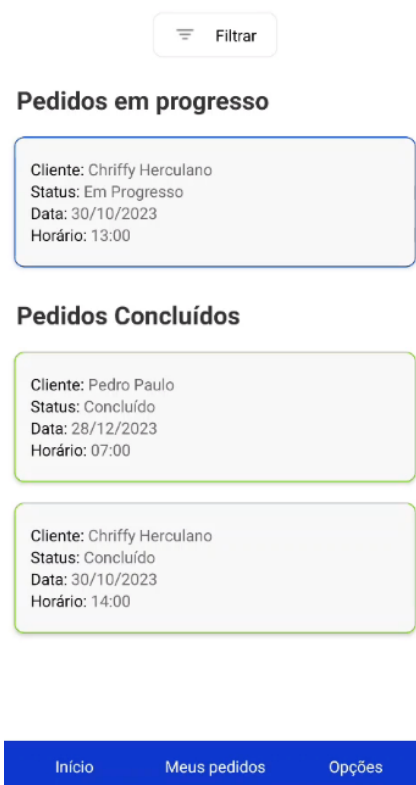 Filtrar
Pedidos em progresso
Cliente: Chriffy Herculano
Status: Em Progresso
Data: 30/10/2023
Horário: 13:00
Pedidos Concluídos
Cliente: Pedro Paulo
Status: Concluído
Data: 28/12/2023
Horário: 07:00
Cliente: Chriffy Herculano
Status: Concluído
Data: 30/10/2023
Horário: 14:00
Início Meus pedidos Opções